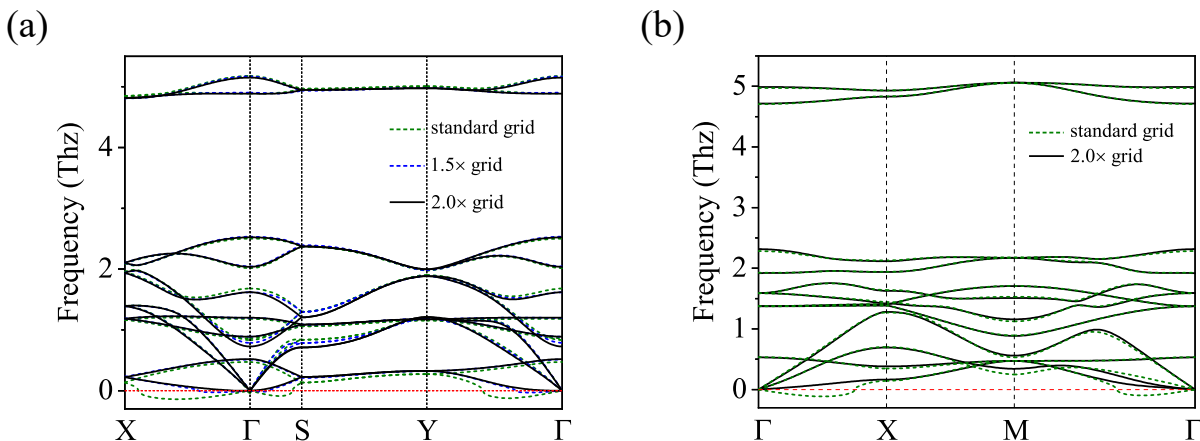 (a)
(b)
Frequency (Thz)
4
2
0
standard grid
1.5× grid
2.0× grid
X Γ S Y Γ
Frequency (Thz)
5
4
3
2
1
0
standard grid
2.0× grid
Γ X M Γ